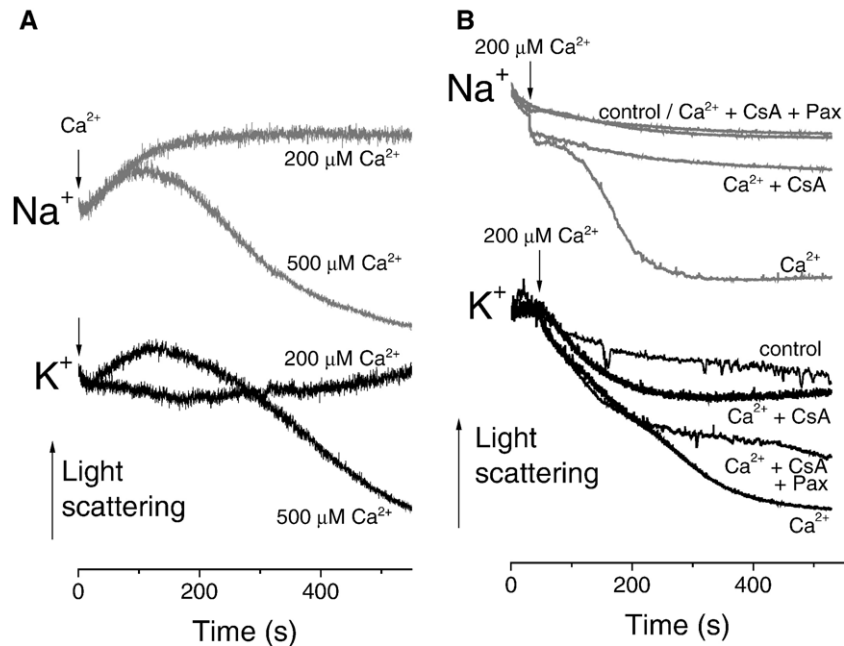 A
Ca²⁺
200 μM Ca²⁺
Na⁺
500 μM Ca²⁺
200 μM Ca²⁺
K⁺
Light
scattering
500 μM Ca²⁺
0
200
400
Time (s)
B
200 μM Ca²⁺
Na⁺
control / Ca²⁺ + CsA + Pax
Ca²⁺ + CsA
200 μM Ca²⁺
Ca²⁺
K⁺
control
Ca²⁺ + CsA
Light
scattering
Ca²⁺ + CsA
+ Pax
Ca²⁺
0
200
400
Time (s)